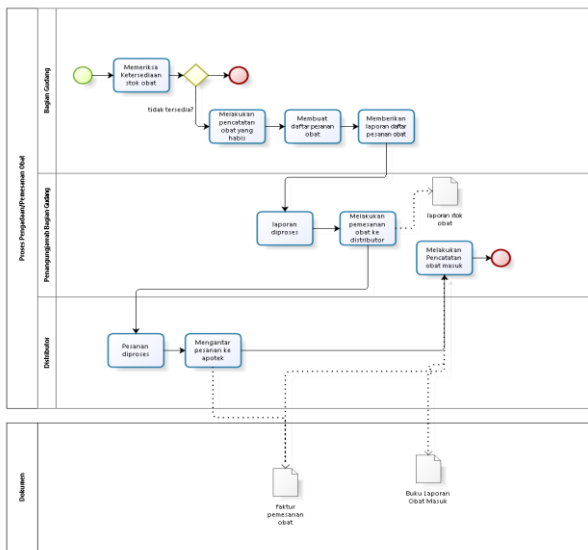 Proses Pengadaan/Pemesanan Obat
Bagian Gudang
Memeriksa
Ketersediaan
stok obat
tidak tersedia?
Melakukan
pencatatan
obat yang
habis
Membuat
daftar pesanan
obat
Memberikan
laporan daftar
pesanan obat
Penanggungjawab Bagian Gudang
laporan
diproses
Melakukan
pemesanan
obat ke
distributor
laporan stok
obat
Melakukan
Pencatatan
obat masuk
Distributor
Pesanan
diproses
Mengantar
pesanan ke
apotek
Dokumen
faktur
pemesanan
obat
Buku Laporan
Obat Masuk